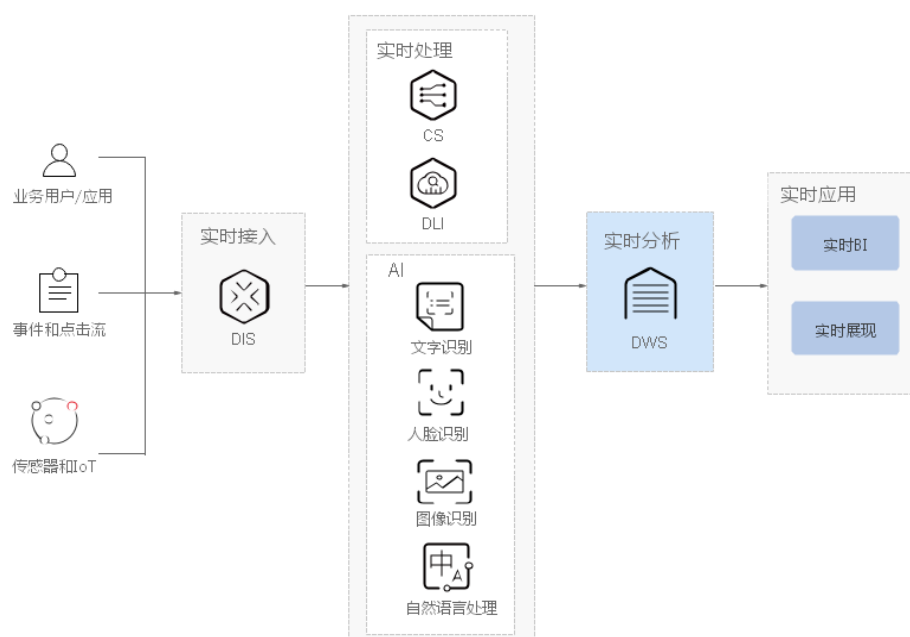 业务用户/应用
事件和点击流
传感器和IoT
实时接入
DIS
实时处理
CS
DLI
AI
文字识别
人脸识别
图像识别
中
A
自然语言处理
实时分析
DWS
实时应用
实时BI
实时展现